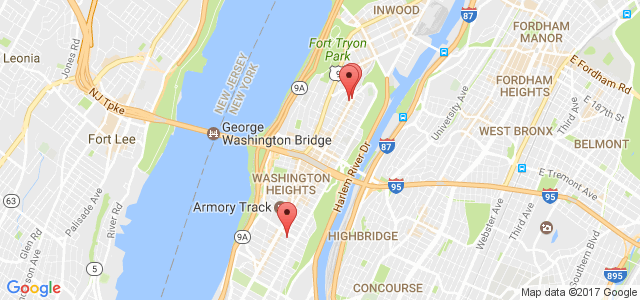 INWOOD
87
FORDHAM
MANOR
Leonia
Jones Rd
Fort Tryon
Park
9A
9
E Fordham Rd
NEW JERSEY
NEW YORK
FORDHAM
HEIGHTS
NJ Tpke
University Ave
E 187th St
Third Ave
George
Washington Bridge
Fort Lee
WEST BRONX
BELMONT
87
95
95
E Tremont Ave
WASHINGTON
HEIGHTS
Harlem River Dr
63
Palisade Ave
River Rd
Armory Track
9A
HIGHBRIDGE
Webster Ave
Third Ave
Southern Blvd
Glen Rd
5
895
CONCOURSE
Google
Map data ©2017 Google